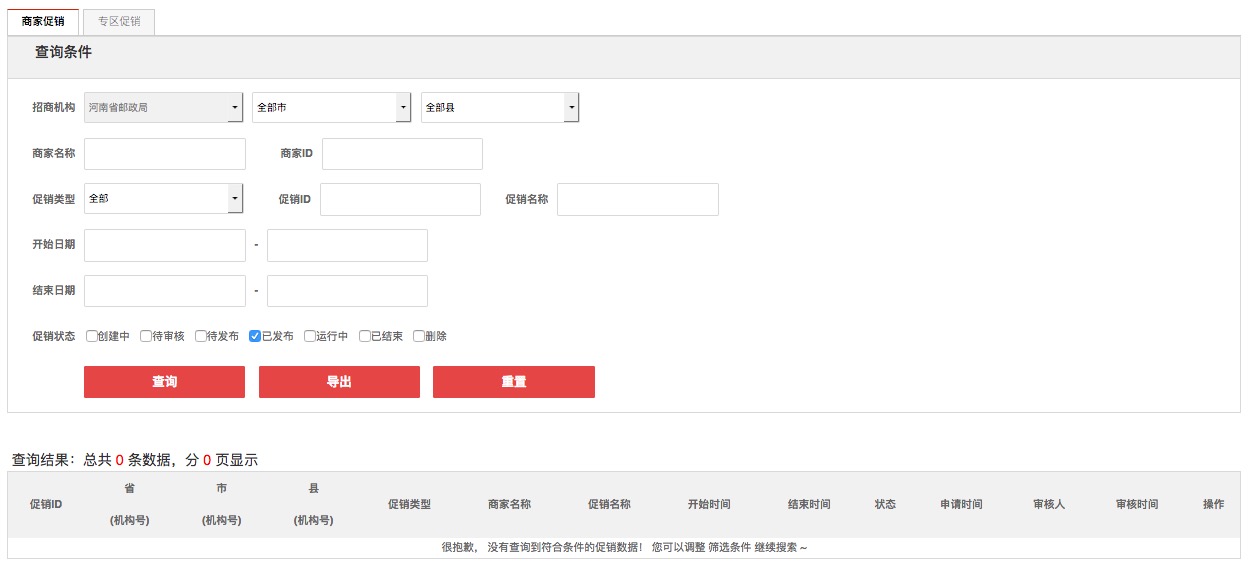 商家促销 专区促销
查询条件
招商机构 河南省邮政局 全部市 全部县
商家名称 商家ID
促销类型 全部 促销ID 促销名称
开始日期 -
结束日期 -
促销状态 创建中 待审核 待发布 已发布 运行中 已结束 删除
查询 导出 重置
查询结果：总共 0 条数据，分 0 页显示
促销ID 省 市 县 促销类型 商家名称 促销名称 开始时间 结束时间 状态 申请时间 审核人 审核时间 操作
(机构号) (机构号) (机构号)
很抱歉， 没有查询到符合条件的促销数据！ 您可以调整 筛选条件 继续搜索 ~